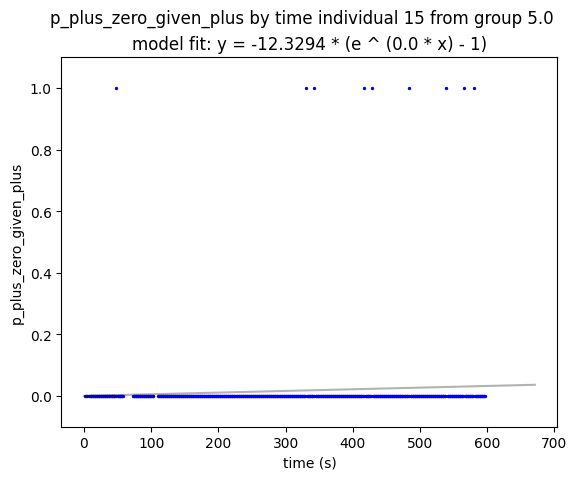 p_plus_zero_given_plus by time individual 15 from group 5.0
model fit: y = -12.3294 * (e ^ (0.0 * x) - 1)
p_plus_zero_given_plus
1.0
0.8
0.6
0.4
0.2
0.0
0 100 200 300 400 500 600 700
time (s)